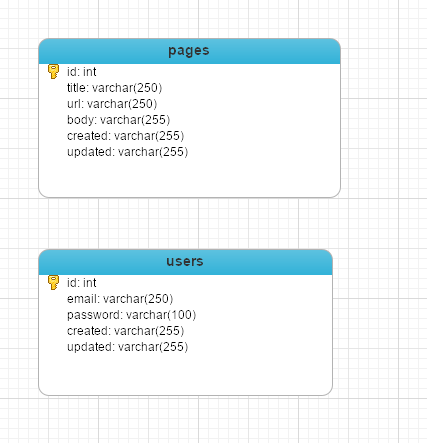 pages
id: int
title: varchar(250)
url: varchar(250)
body: varchar(255)
created: varchar(255)
updated: varchar(255)
users
id: int
email: varchar(250)
password: varchar(100)
created: varchar(255)
updated: varchar(255)